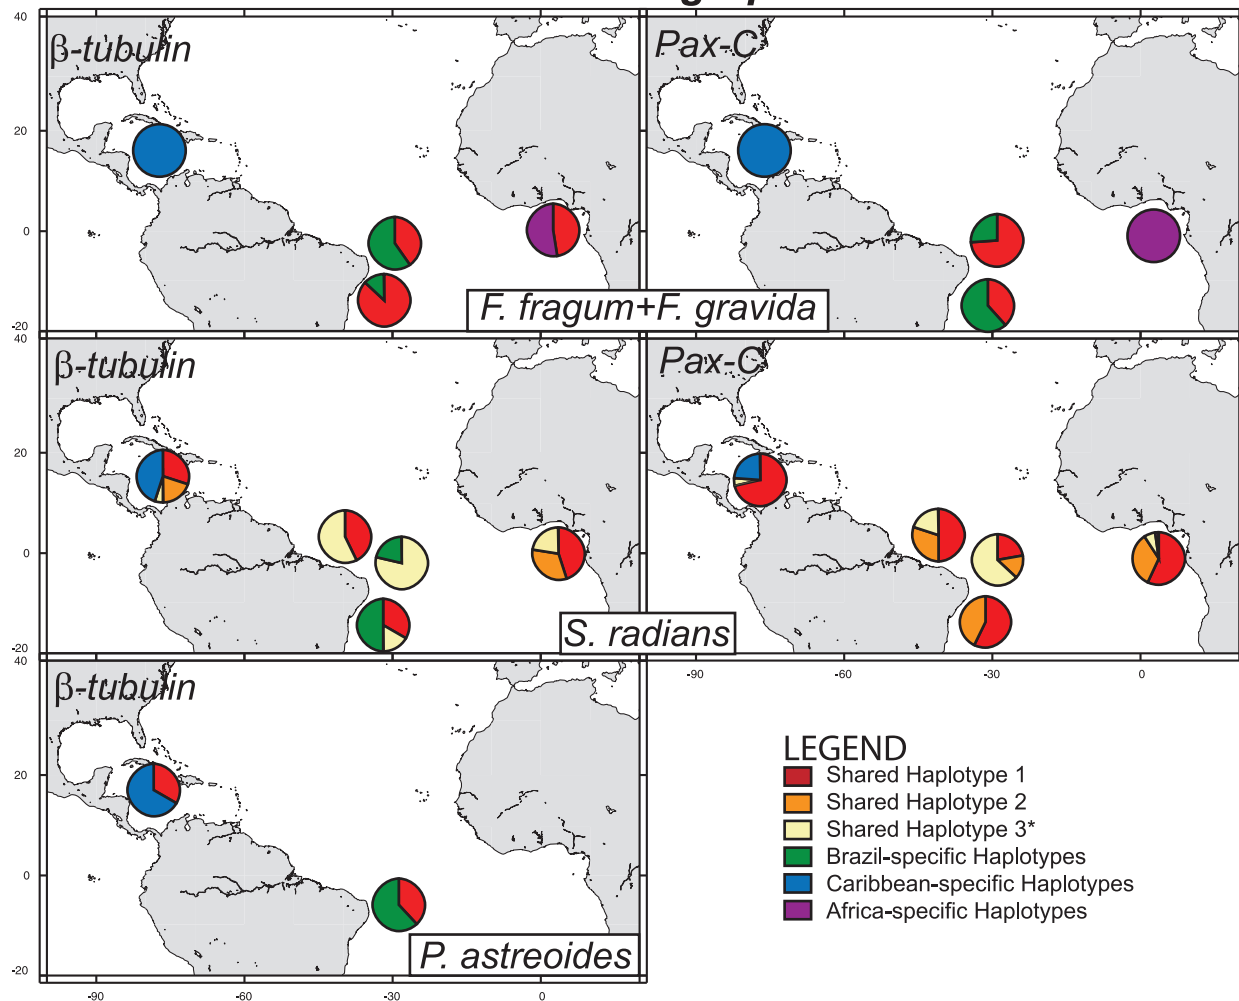 40
β-tubulin
Pax-C
20
0
-20
F. fragum+F. gravida
40
β-tubulin
Pax-C
20
0
-20
S. radians
40
-90
-60
-30
0
β-tubulin
20
0
-20
P. astreoides
-90
-60
-30
0
LEGEND
Shared Haplotype 1
Shared Haplotype 2
Shared Haplotype 3*
Brazil-specific Haplotypes
Caribbean-specific Haplotypes
Africa-specific Haplotypes